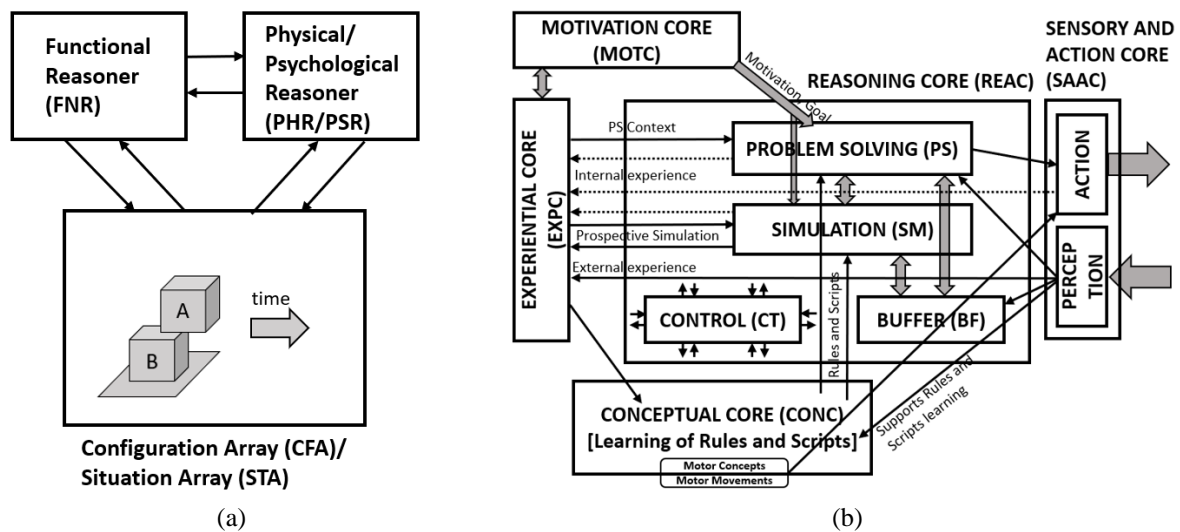 Functional
Reasoner
(FNR)
Physical/
Psychological
Reasoner
(PHR/PSR)
A
B
time
Configuration Array (CFA)/
Situation Array (STA)
(a)
MOTIVATION CORE
(MOTC)
SENSORY AND
ACTION CORE
(SAAC)
REASONING CORE (REAC)
Motivation, Goal
EXPERIENTIAL CORE
(EXPC)
PS Context
PROBLEM SOLVING (PS)
ACTION
Internal experience
SIMULATION (SM)
Prospective Simulation
External experience
PERCEP
TION
CONTROL (CT)
Rules and Scripts
BUFFER (BF)
Supports Rules and
Scripts learning
CONCEPTUAL CORE (CONC)
[Learning of Rules and Scripts]
Motor Concepts
Motor Movements
(b)